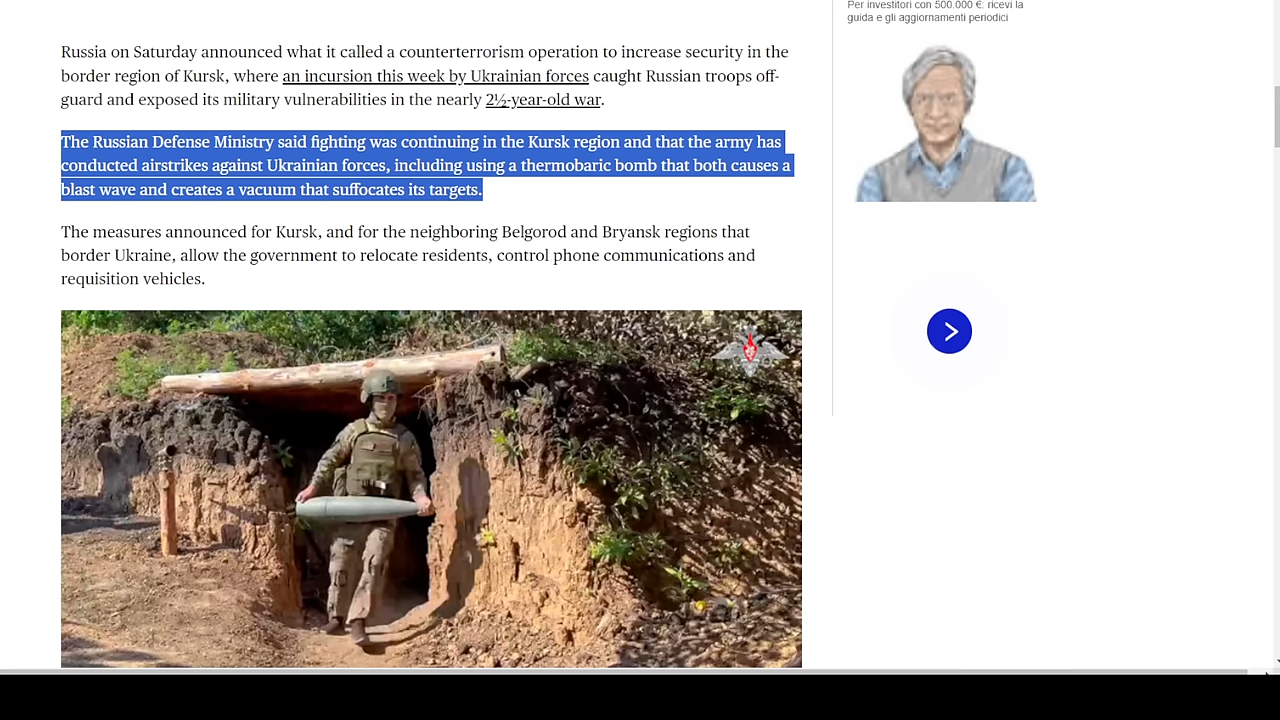 Per investitori con 500.000 €: ricevi la
guida e gli aggiornamenti periodici
Russia on Saturday announced what it called a counterterrorism operation to increase security in the
border region of Kursk, where an incursion this week by Ukrainian forces caught Russian troops off-
guard and exposed its military vulnerabilities in the nearly 2½-year-old war.
The Russian Defense Ministry said fighting was continuing in the Kursk region and that the army has
conducted airstrikes against Ukrainian forces, including using a thermobaric bomb that both causes a
blast wave and creates a vacuum that suffocates its targets.
The measures announced for Kursk, and for the neighboring Belgorod and Bryansk regions that
border Ukraine, allow the government to relocate residents, control phone communications and
requisition vehicles.